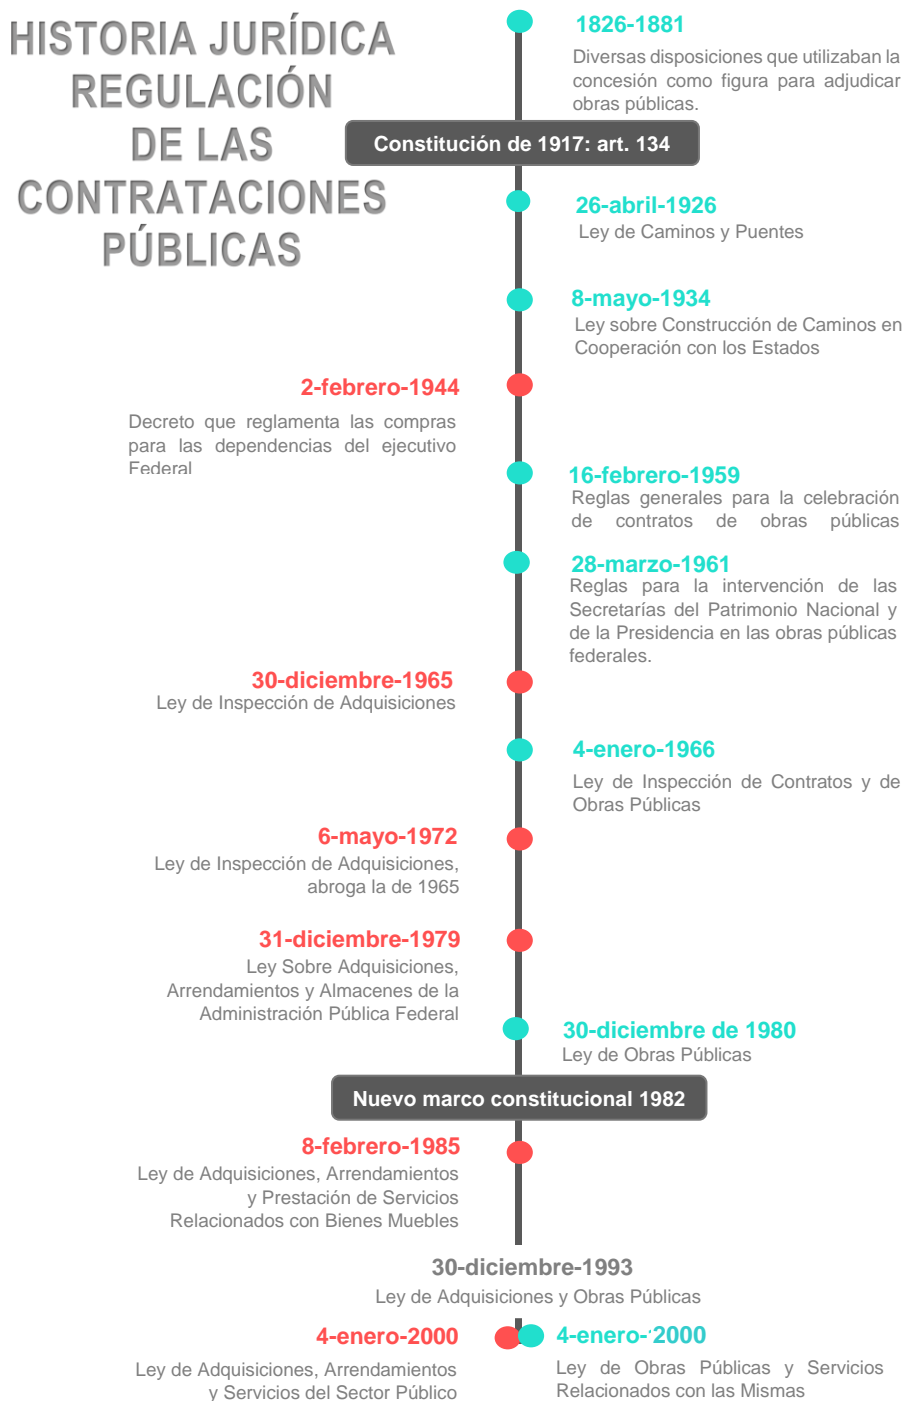 HISTORIA JURÍDICA
REGULACIÓN
DE LAS
CONTRATACIONES
PÚBLICAS
1826-1881
Diversas disposiciones que utilizaban la
concesión como figura para adjudicar
obras públicas.
Constitución de 1917: art. 134
26-abril-1926
Ley de Caminos y Puentes
8-mayo-1934
Ley sobre Construcción de Caminos en
Cooperación con los Estados
2-febrero-1944
Decreto que reglamenta las compras
para las dependencias del ejecutivo
Federal
16-febrero-1959
Reglas generales para la celebración
de contratos de obras públicas
28-marzo-1961
Reglas para la intervención de las
Secretarías del Patrimonio Nacional y
de la Presidencia en las obras públicas
federales.
30-diciembre-1965
Ley de Inspección de Adquisiciones
4-enero-1966
Ley de Inspección de Contratos y de
Obras Públicas
6-mayo-1972
Ley de Inspección de Adquisiciones,
abroga la de 1965
31-diciembre-1979
Ley Sobre Adquisiciones,
Arrendamientos y Almacenes de la
Administración Pública Federal
30-diciembre de 1980
Ley de Obras Públicas
Nuevo marco constitucional 1982
8-febrero-1985
Ley de Adquisiciones, Arrendamientos
y Prestación de Servicios
Relacionados con Bienes Muebles
30-diciembre-1993
Ley de Adquisiciones y Obras Públicas
4-enero-2000
Ley de Adquisiciones, Arrendamientos
y Servicios del Sector Público
4-enero-2000
Ley de Obras Públicas y Servicios
Relacionados con las Mismas